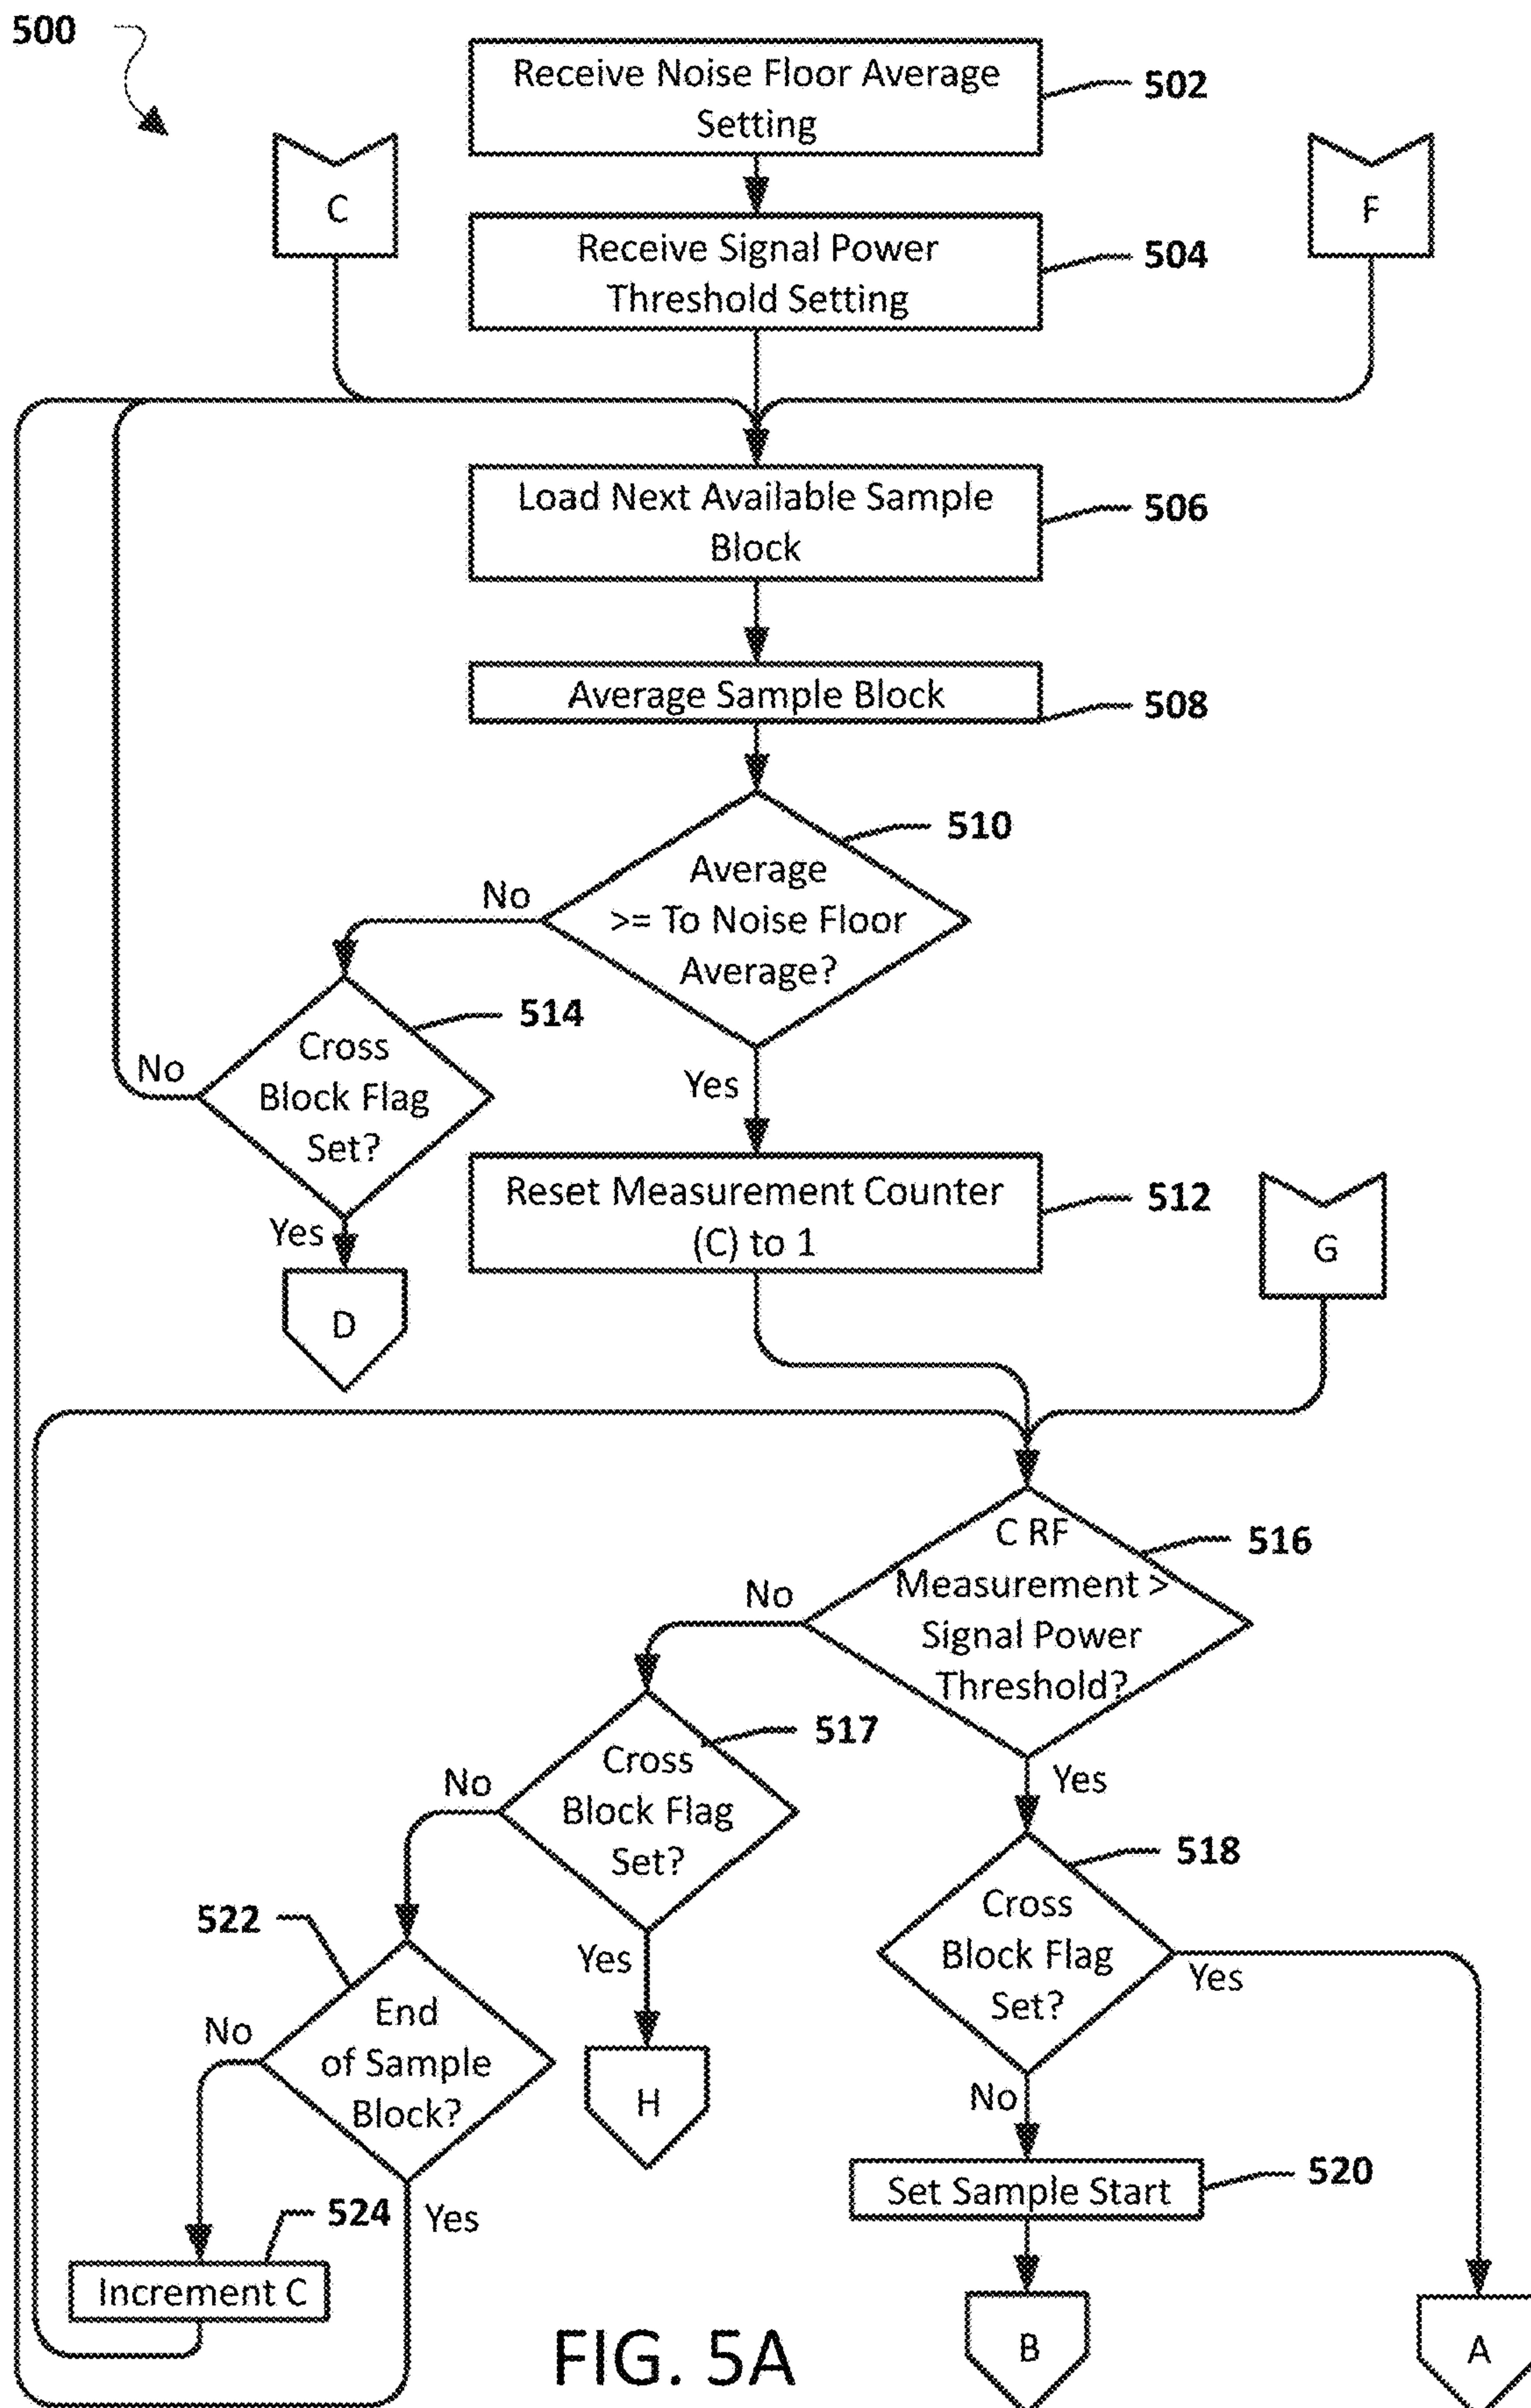 500
Receive Noise Floor Average
Setting
502
C
F
Receive Signal Power
Threshold Setting
504
Load Next Available Sample
Block
506
Average Sample Block
508
510
Average
>= To Noise Floor
Average?
No
514
Cross
Block Flag
Set?
No
Yes
Yes
D
Reset Measurement Counter
(C) to 1
512
G
C RF
Measurement >
Signal Power
Threshold?
516
No
Yes
517
Cross
Block Flag
Set?
No
Yes
H
518
Cross
Block Flag
Set?
Yes
No
522
End
of Sample
Block?
No
Yes
Set Sample Start
520
524
Increment C
B
A
FIG. 5A